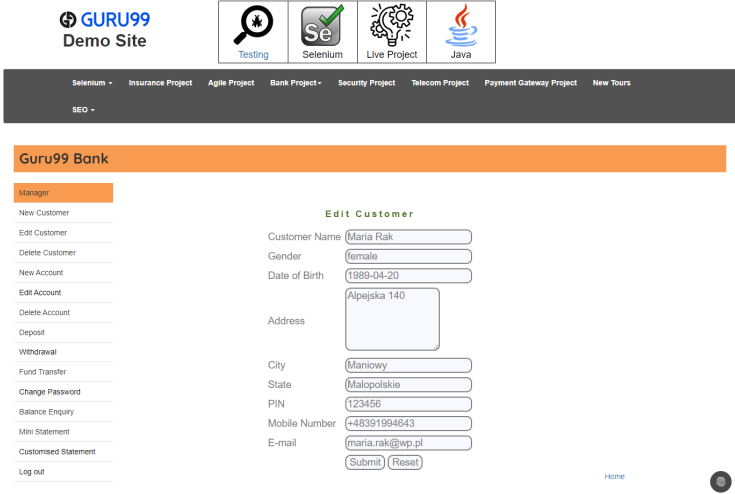 GURU99
Demo Site
Testing
Se
Selenium
Live Project
Java
Selenium
Insurance Project
Agile Project
Bank Project
Security Project
Telecom Project
Payment Gateway Project
New Tours
SEO
Guru99 Bank
Manager
New Customer
Edit Customer
Delete Customer
New Account
Edit Account
Delete Account
Deposit
Withdrawal
Fund Transfer
Change Password
Balance Enquiry
Mini Statement
Customised Statement
Log out
Edit Customer
Customer Name Maria Rak
Gender female
Date of Birth 1989-04-20
Address Alpejska 140
City Maniowy
State Malopolskie
PIN 123456
Mobile Number +48391994643
E-mail maria.rak@wp.pl
Submit Reset
Home